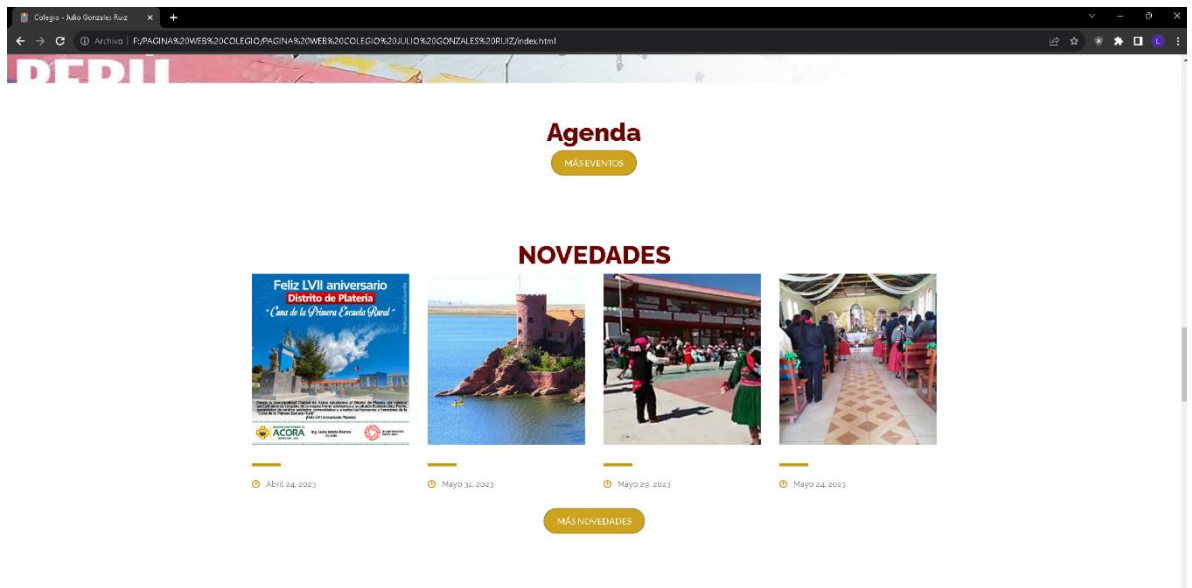 Colegio - Julio Gonzales Ruiz
Archivo F:/PAGINA%20WEB%20COLEGIO/PAGINA%20WEB%20COLEGIO%20JULIO%20GONZALES%20RUIZ/index.html
L
PERÚ
Agenda
MÁS EVENTOS
NOVEDADES
Feliz LVII aniversario
Distrito de Plateria
"Cuna de la Primera Escuela Rural"
ACORA
Abril 24, 2023
Mayo 31, 2023
Mayo 29, 2023
Mayo 24, 2023
MÁS NOVEDADES